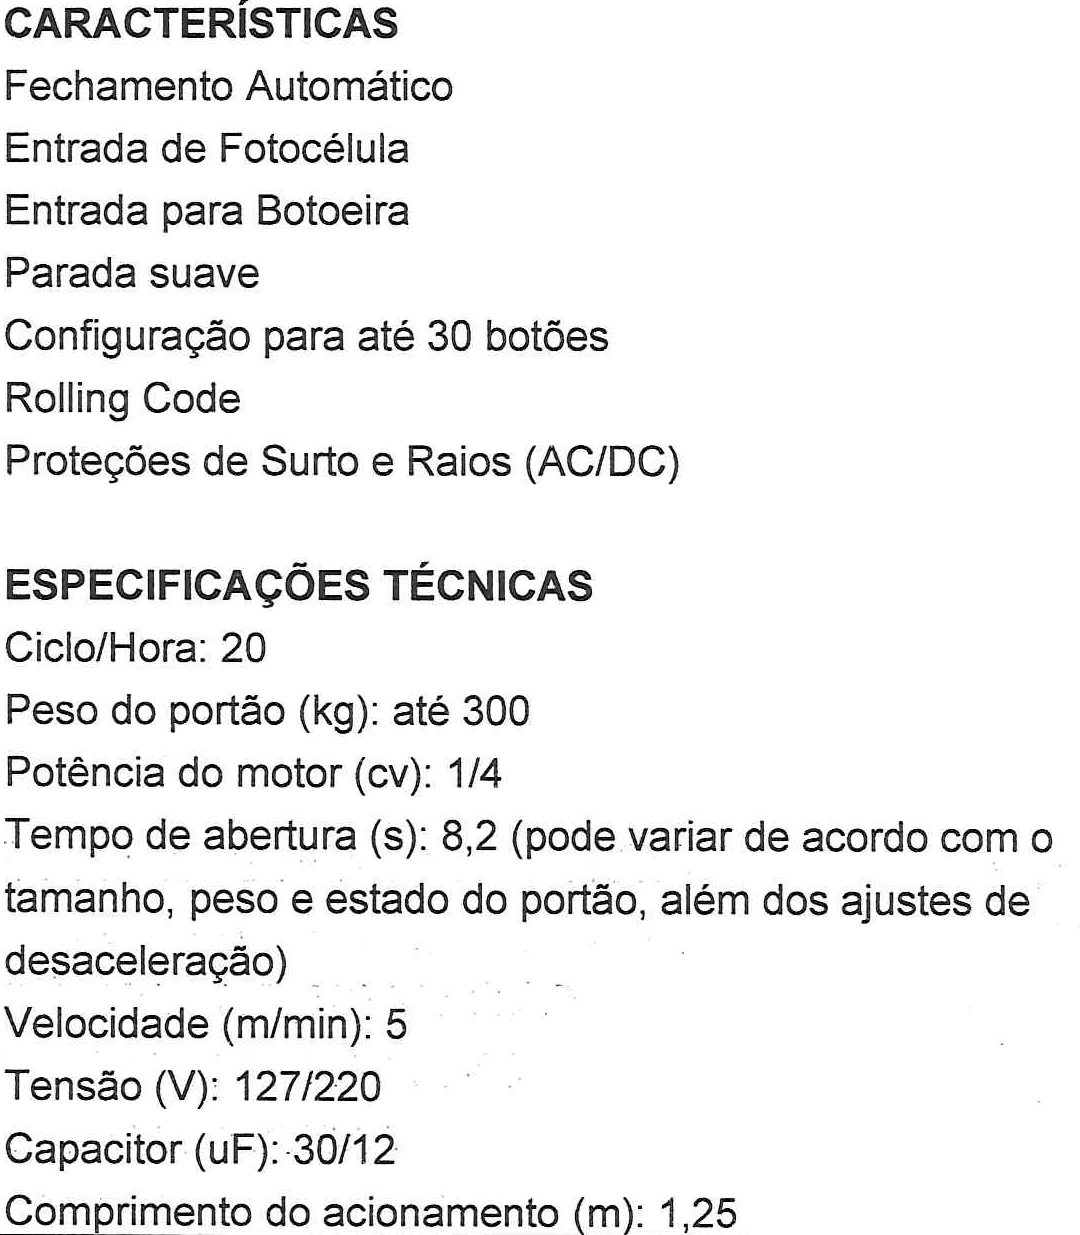 CARACTERÍSTICAS
Fechamento Automático
Entrada de Fotocélula
Entrada para Botoeira
Parada suave
Configuração para até 30 botões
Rolling Code
Proteções de Surto e Raios (AC/DC)
ESPECIFICAÇÕES TÉCNICAS
Ciclo/Hora: 20
Peso do portão (kg): até 300
Potência do motor (cv): 1/4
Tempo de abertura (s): 8,2 (pode variar de acordo com o
tamanho, peso e estado do portão, além dos ajustes de
desaceleração)
Velocidade (m/min): 5
Tensão (V): 127/220
Capacitor (uF): 30/12
Comprimento do acionamento (m): 1,25